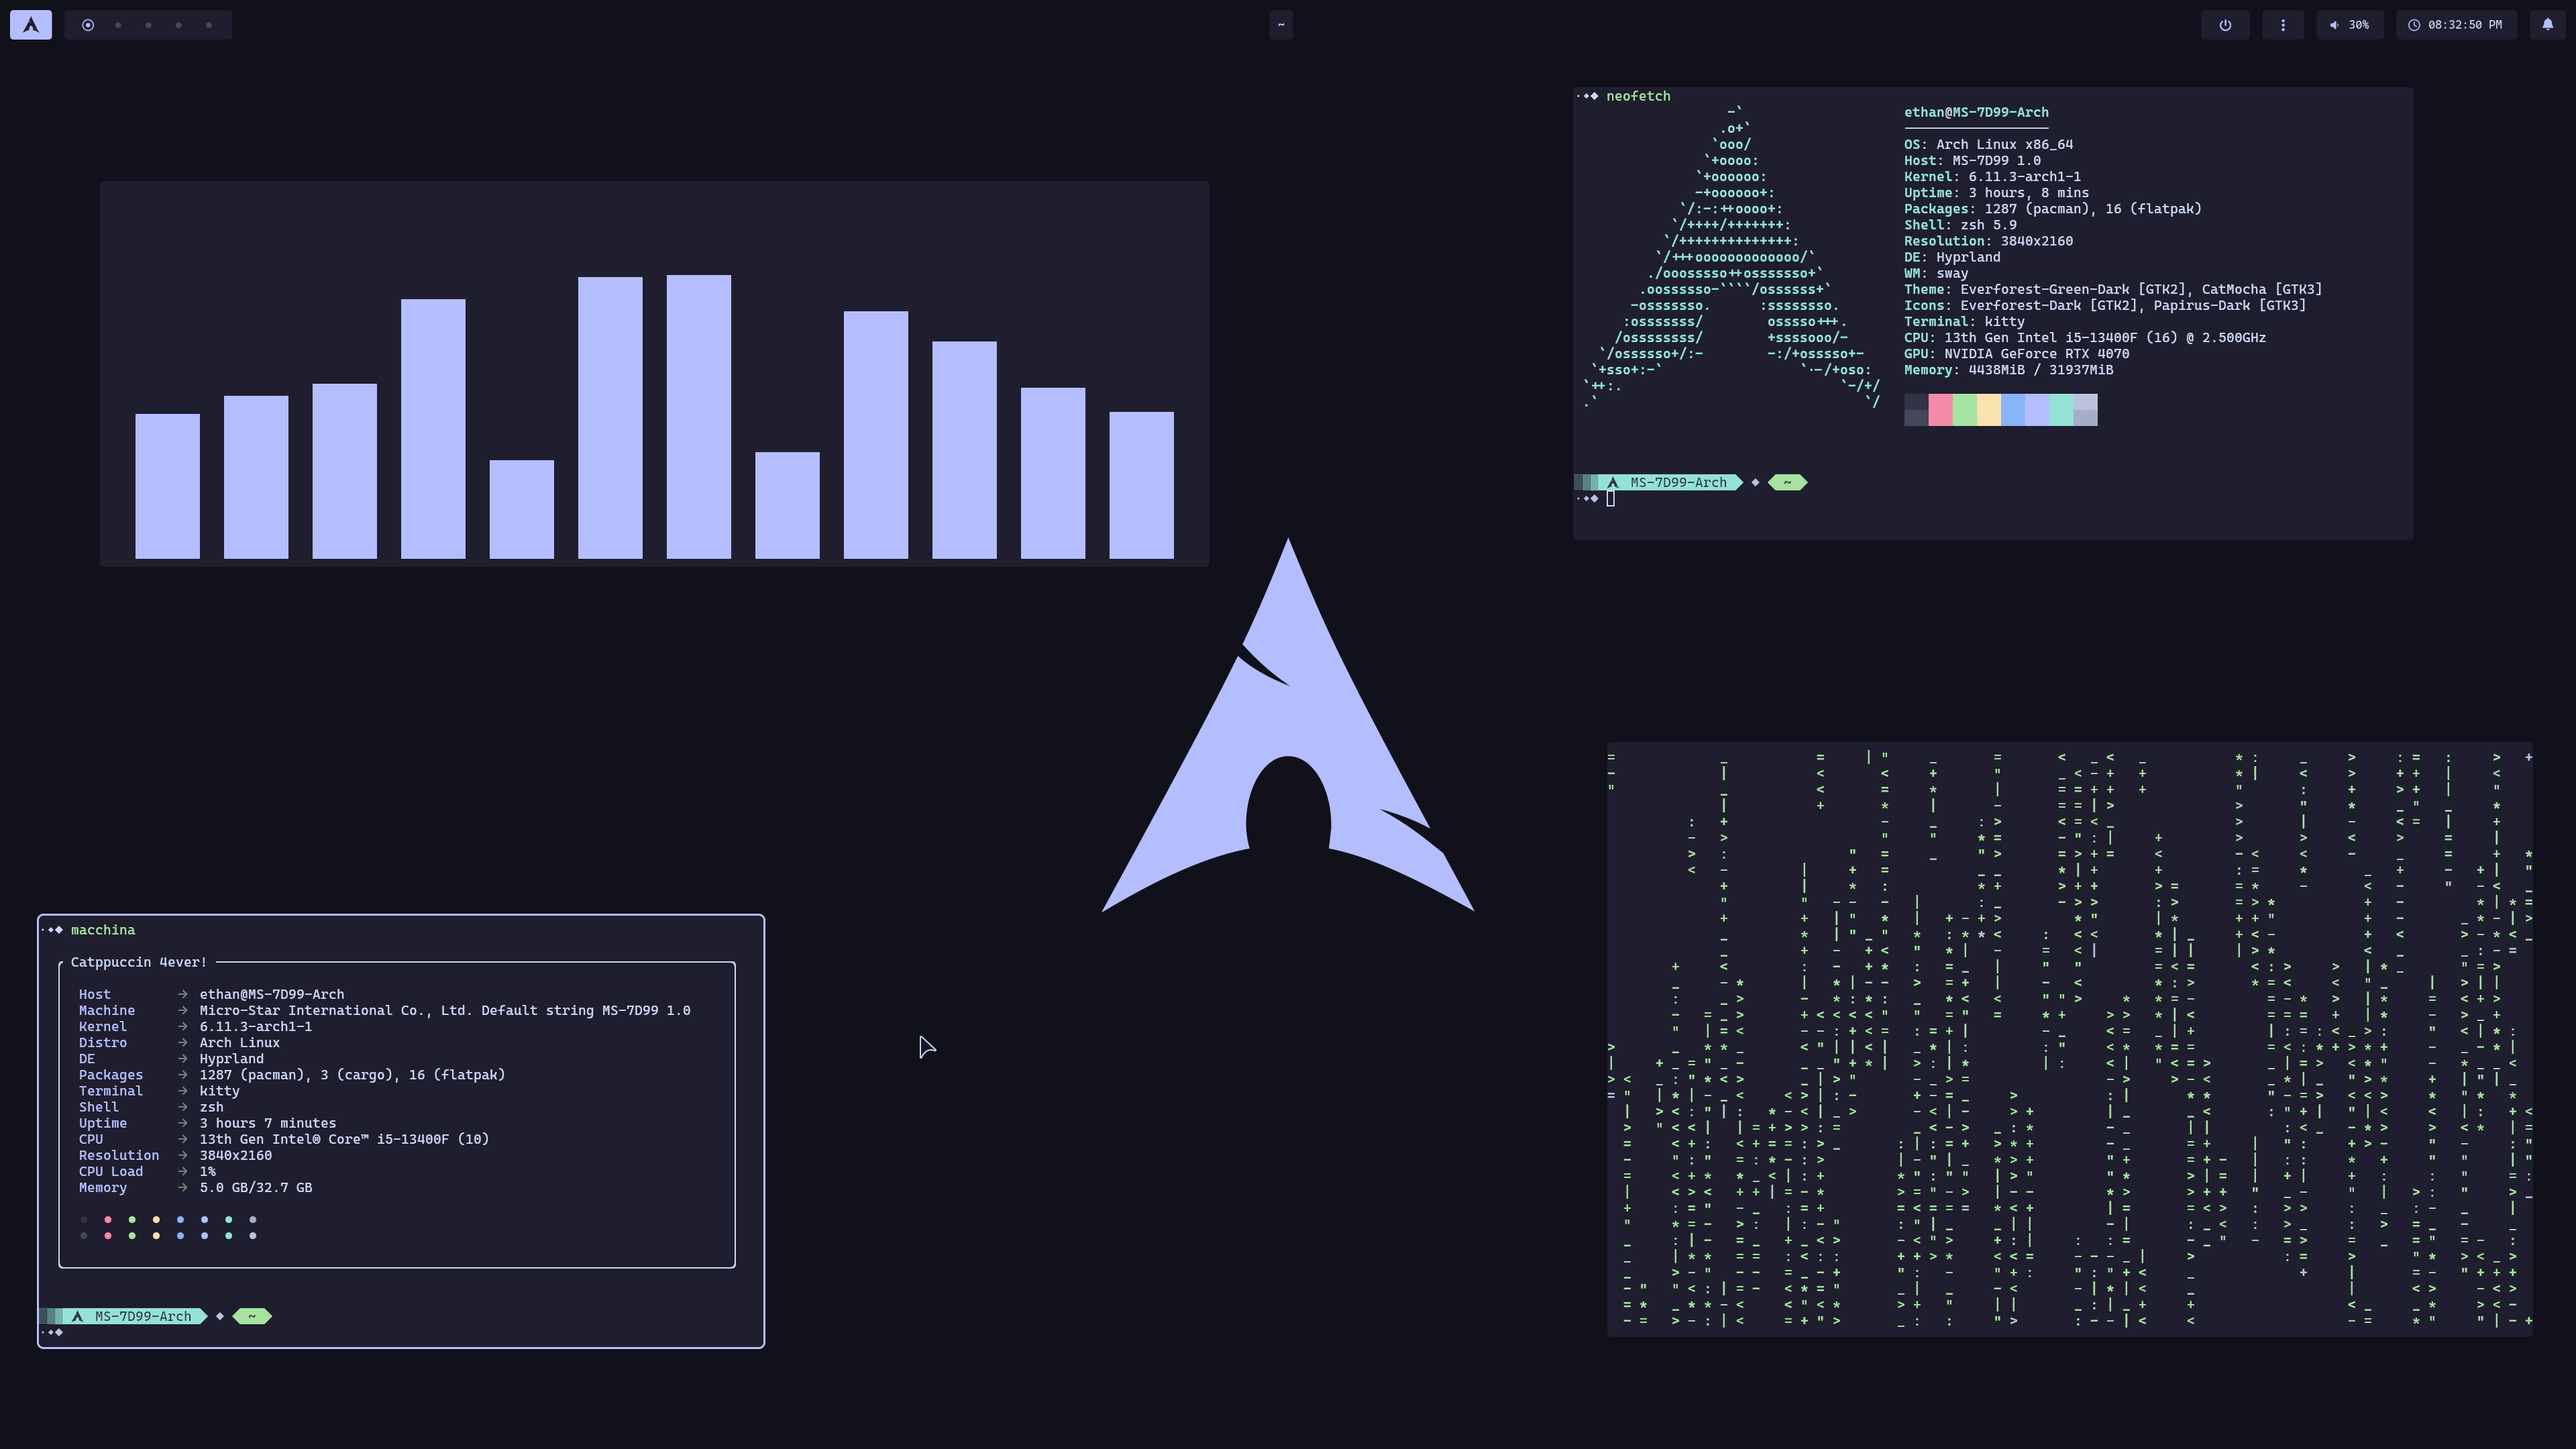 ~
30%
08:32:50 PM
neofetch
ethan@MS-7D99-Arch
OS: Arch Linux x86_64
Host: MS-7D99 1.0
Kernel: 6.11.3-arch1-1
Uptime: 3 hours, 8 mins
Packages: 1287 (pacman), 16 (flatpak)
Shell: zsh 5.9
Resolution: 3840x2160
DE: Hyprland
WM: sway
Theme: Everforest-Green-Dark [GTK2], CatMocha [GTK3]
Icons: Everforest-Dark [GTK2], Papirus-Dark [GTK3]
Terminal: kitty
CPU: 13th Gen Intel i5-13400F (16) @ 2.500GHz
GPU: NVIDIA GeForce RTX 4070
Memory: 4438MiB / 31937MiB
MS-7D99-Arch ~
macchina
Catppuccin 4ever!
Host → ethan@MS-7D99-Arch
Machine → Micro-Star International Co., Ltd. Default string MS-7D99 1.0
Kernel → 6.11.3-arch1-1
Distro → Arch Linux
DE → Hyprland
Packages → 1287 (pacman), 3 (cargo), 16 (flatpak)
Terminal → kitty
Shell → zsh
Uptime → 3 hours 7 minutes
CPU → 13th Gen Intel® Core™ i5-13400F (10)
Resolution → 3840x2160
CPU Load → 1%
Memory → 5.0 GB/32.7 GB
MS-7D99-Arch ~